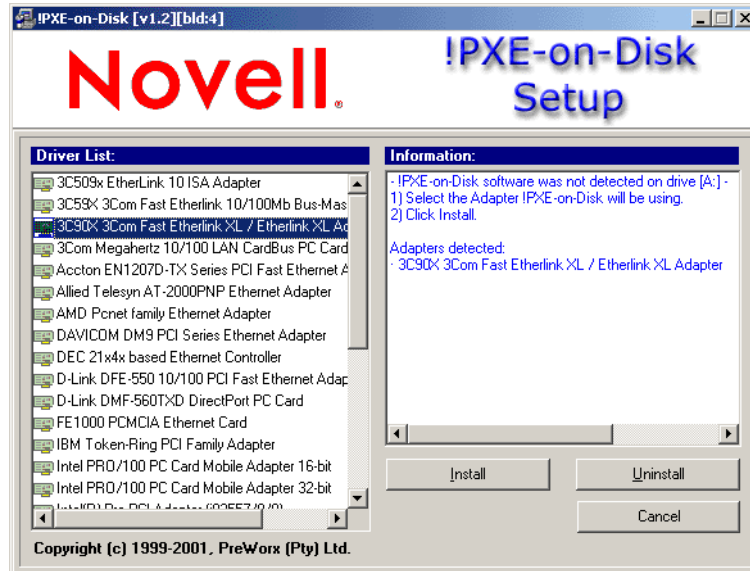 !PXE-on-Disk [v1.2][bld:4]
Novell®
!PXE-on-Disk
Setup
Driver List:
3C509x EtherLink 10 ISA Adapter
3C59X 3Com Fast Etherlink 10/100Mb Bus-Mas
3C90X 3Com Fast Etherlink XL / Etherlink XL Ad
3Com Megahertz 10/100 LAN CardBus PC Card
Accton EN1207D-TX Series PCI Fast Ethernet A
Allied Telesyn AT-2000PNP Ethernet Adapter
AMD Pcnet family Ethernet Adapter
DAVICOM DM9 PCI Series Ethernet Adapter
DEC 21x4x based Ethernet Controller
D-Link DFE-550 10/100 PCI Fast Ethernet Adap
D-Link DMF-560TXD DirectPort PC Card
FE1000 PCMCIA Ethernet Card
IBM Token-Ring PCI Family Adapter
Intel PRO/100 PC Card Mobile Adapter 16-bit
Intel PRO/100 PC Card Mobile Adapter 32-bit
Information:
- !PXE-on-Disk software was not detected on drive [A:] -
1) Select the Adapter !PXE-on-Disk will be using.
2) Click Install.
Adapters detected:
- 3C90X 3Com Fast Etherlink XL / Etherlink XL Adapter
Install
Uninstall
Cancel
Copyright (c) 1999-2001, PreWorx (Pty) Ltd.